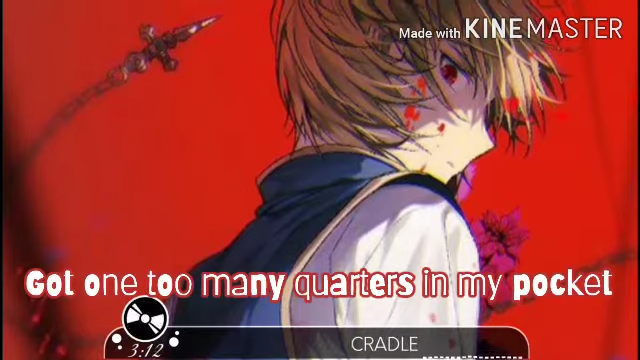 Made with KINEMASTER
Got one too many quarters in my pocket
3:12
CRADLE